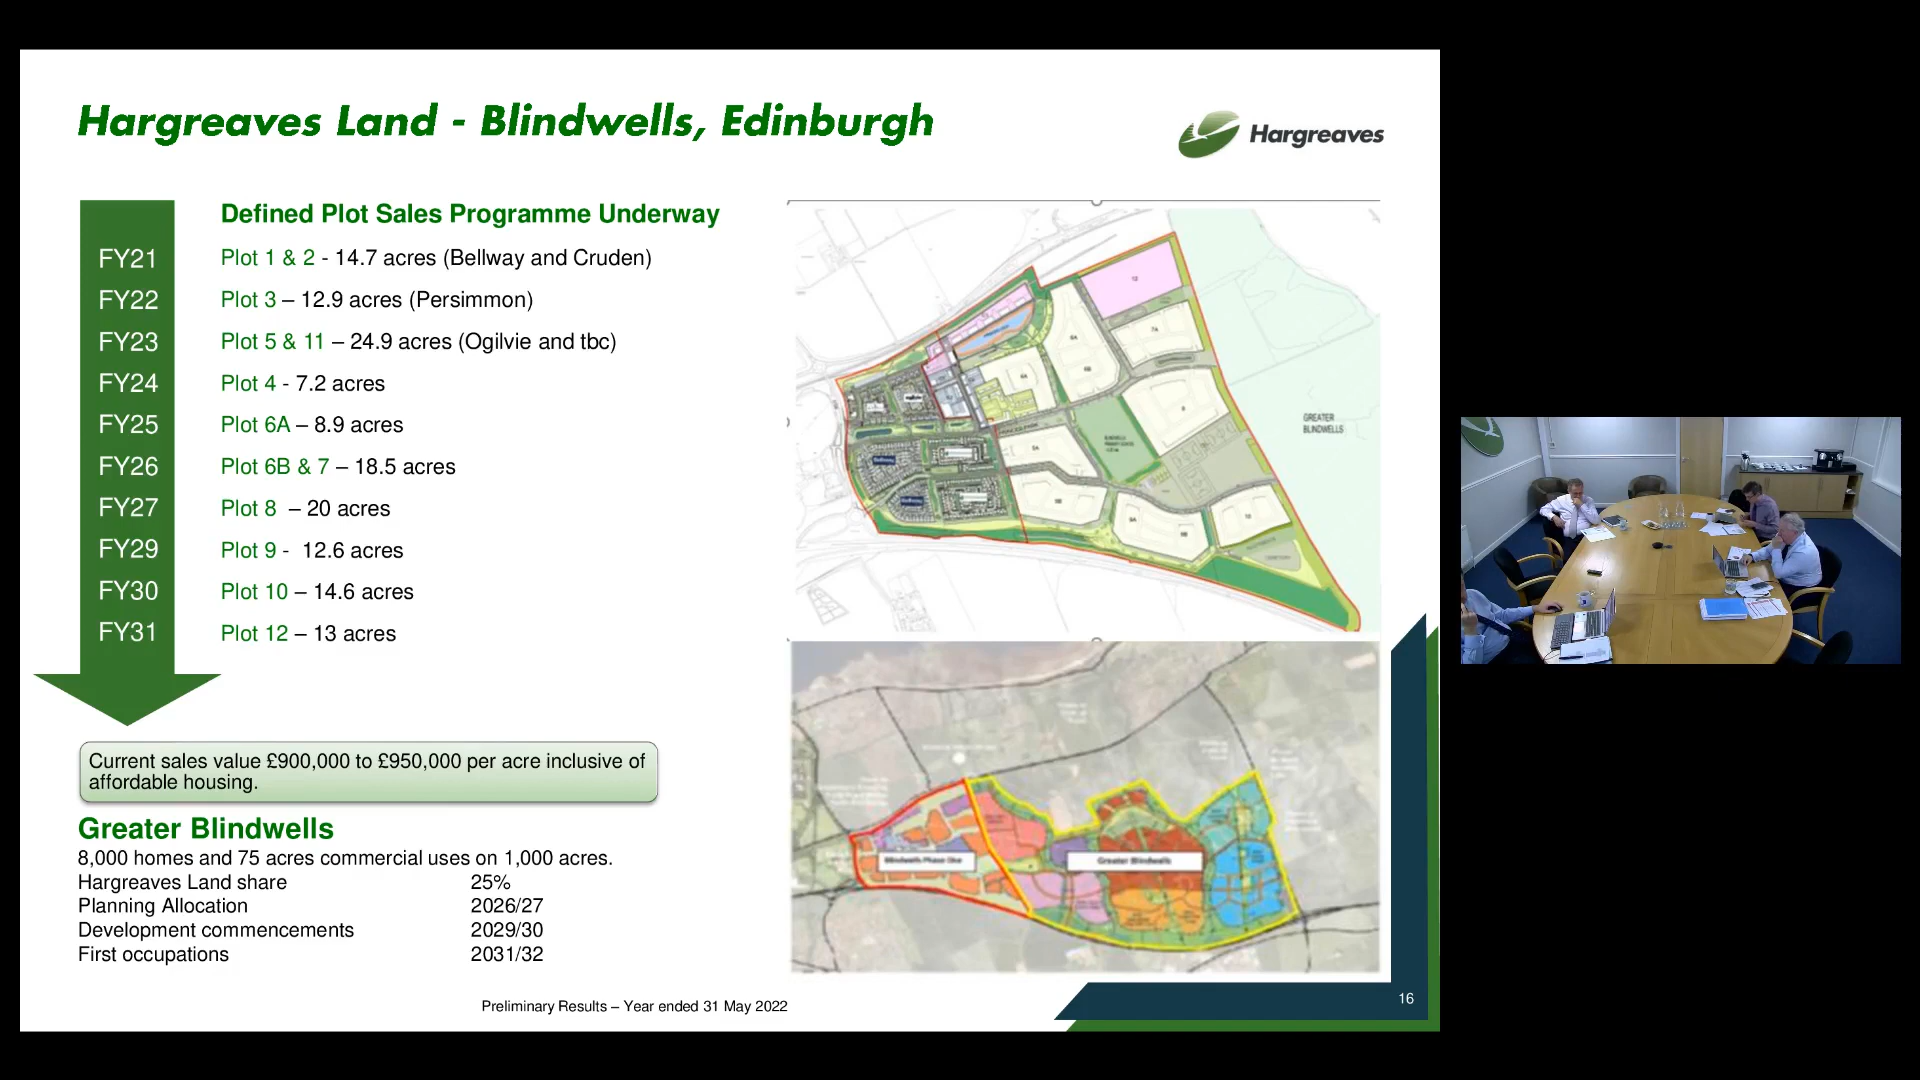 Hargreaves Land - Blindwells, Edinburgh
Hargreaves
Defined Plot Sales Programme Underway
FY21 Plot 1 & 2 - 14.7 acres (Bellway and Cruden)
FY22 Plot 3 – 12.9 acres (Persimmon)
FY23 Plot 5 & 11 – 24.9 acres (Ogilvie and tbc)
FY24 Plot 4 - 7.2 acres
FY25 Plot 6A – 8.9 acres
FY26 Plot 6B & 7 – 18.5 acres
FY27 Plot 8 – 20 acres
FY29 Plot 9 - 12.6 acres
FY30 Plot 10 – 14.6 acres
FY31 Plot 12 – 13 acres
GREATER
BLINDWELLS
Current sales value £900,000 to £950,000 per acre inclusive of
affordable housing.
Greater Blindwells
8,000 homes and 75 acres commercial uses on 1,000 acres.
Hargreaves Land share 25%
Planning Allocation 2026/27
Development commencements 2029/30
First occupations 2031/32
Blindwells Phase One
Greater Blindwells
Preliminary Results – Year ended 31 May 2022
16